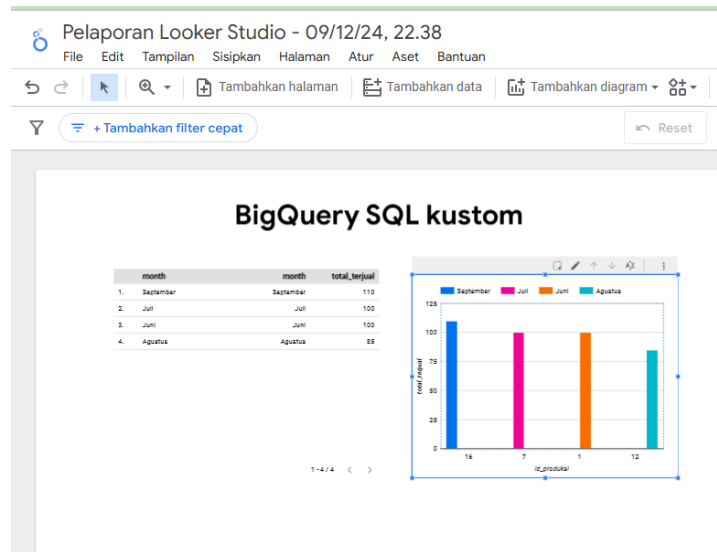 Pelaporan Looker Studio - 09/12/24, 22.38
File Edit Tampilan Sisipkan Halaman Atur Aset Bantuan
Tambahkan halaman Tambahkan data Tambahkan diagram
+ Tambahkan filter cepat Reset
BigQuery SQL kustom
month month total_terjual
1. September September 110
2. Juli Juli 100
3. Juni Juni 100
4. Agustus Agustus 85
1-4/4
September Juli Juni Agustus
125
100
75
50
25
0
total_terjual
16 7 1 12
id_produksi